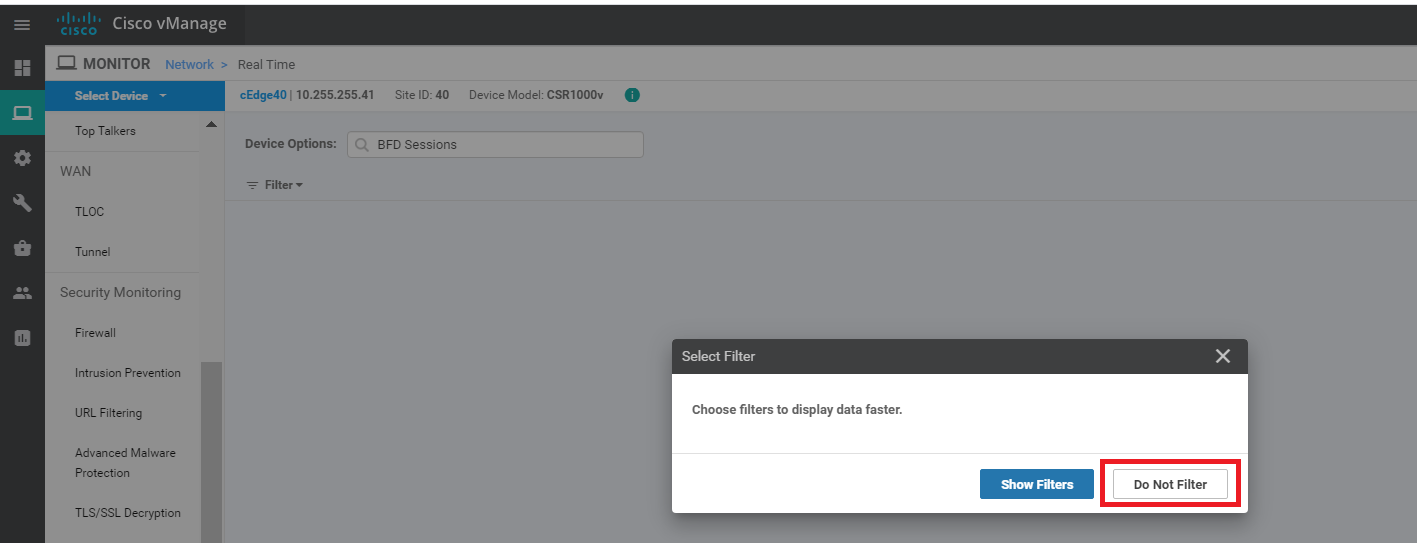 CISCO Cisco vManage
MONITOR Network > Real Time
Select Device cEdge40 | 10.255.255.41 Site ID: 40 Device Model: CSR1000v i
Top Talkers
Device Options: BFD Sessions
WAN
Filter
TLOC
Tunnel
Security Monitoring
Firewall
Intrusion Prevention
URL Filtering
Advanced Malware
Protection
TLS/SSL Decryption
Select Filter
Choose filters to display data faster.
Show Filters Do Not Filter